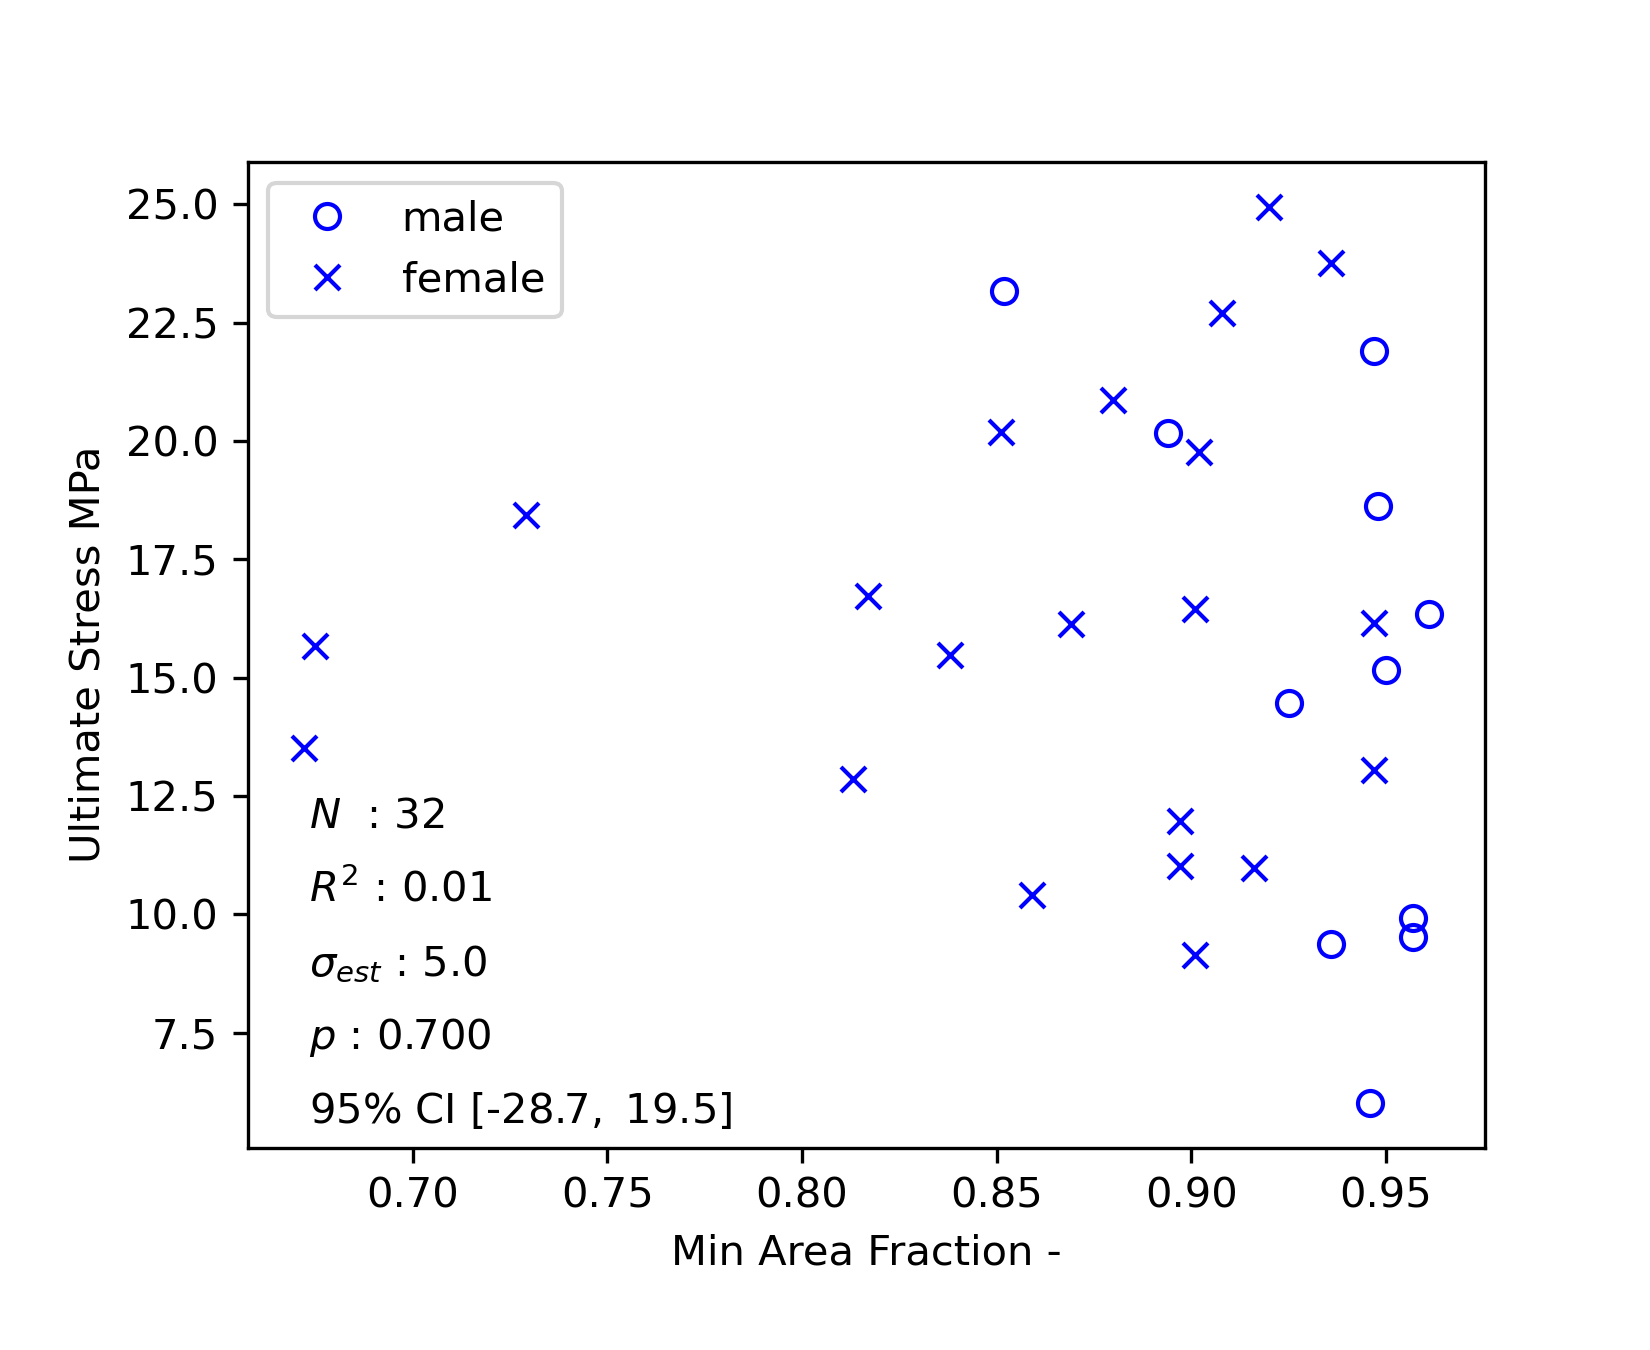 male
female
25.0
22.5
20.0
17.5
15.0
12.5
10.0
7.5
Ultimate Stress MPa
N : 32
R² : 0.01
σest : 5.0
p : 0.700
95% CI [-28.7, 19.5]
0.70 0.75 0.80 0.85 0.90 0.95
Min Area Fraction -